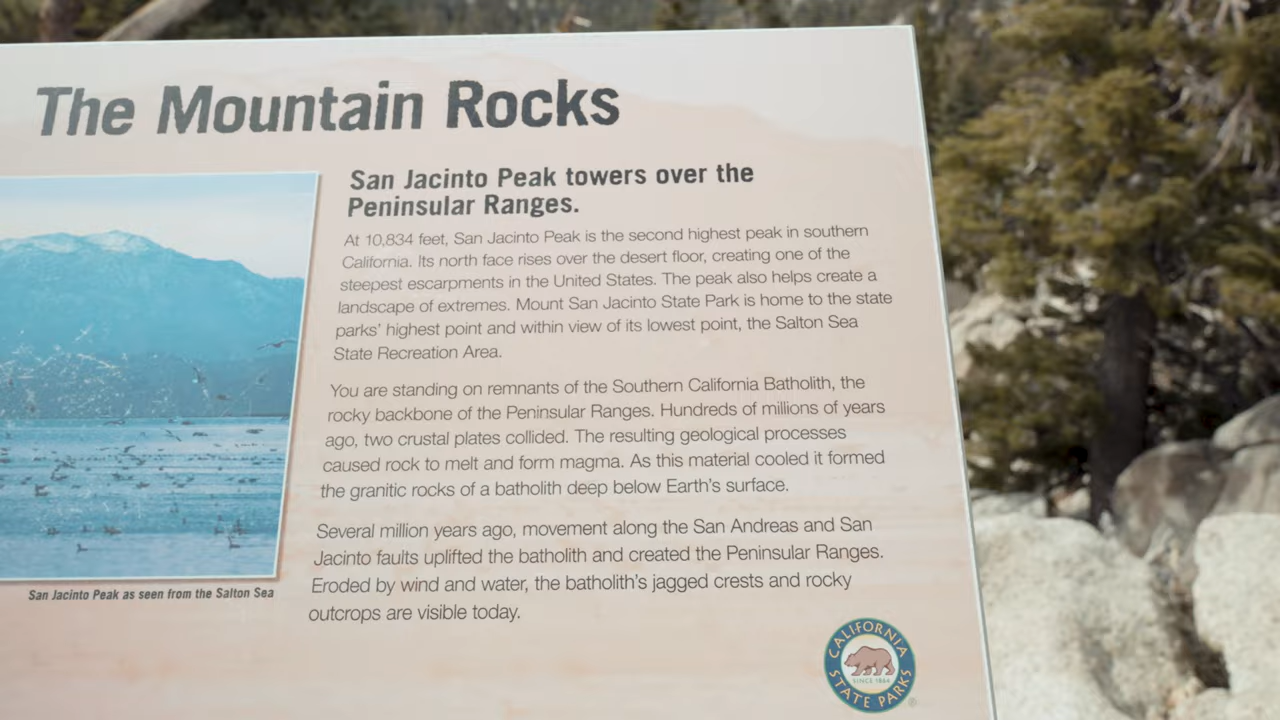 The Mountain Rocks
San Jacinto Peak towers over the
Peninsular Ranges.
At 10,834 feet, San Jacinto Peak is the second highest peak in southern
California. Its north face rises over the desert floor, creating one of the
steepest escarpments in the United States. The peak also helps create a
landscape of extremes. Mount San Jacinto State Park is home to the state
parks' highest point and within view of its lowest point, the Salton Sea
State Recreation Area.
You are standing on remnants of the Southern California Batholith, the
rocky backbone of the Peninsular Ranges. Hundreds of millions of years
ago, two crustal plates collided. The resulting geological processes
caused rock to melt and form magma. As this material cooled it formed
the granitic rocks of a batholith deep below Earth's surface.
Several million years ago, movement along the San Andreas and San
Jacinto faults uplifted the batholith and created the Peninsular Ranges.
Eroded by wind and water, the batholith's jagged crests and rocky
outcrops are visible today.
San Jacinto Peak as seen from the Salton Sea
CALIFORNIA
SINCE 1864
STATE PARKS